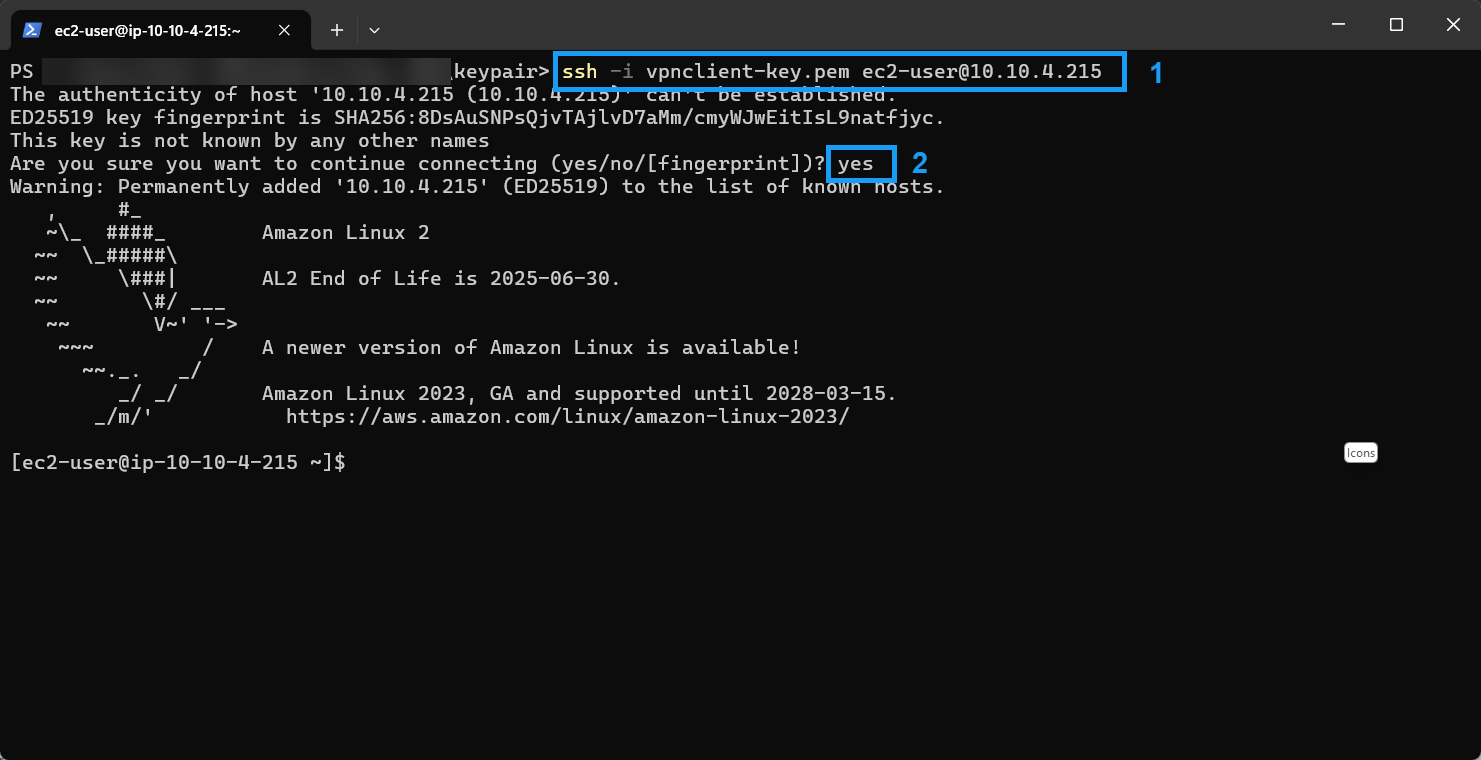 ec2-user@ip-10-10-4-215:~
PS \keypair> ssh -i vpnclient-key.pem ec2-user@10.10.4.215 1
The authenticity of host '10.10.4.215 (10.10.4.215)' can't be established.
ED25519 key fingerprint is SHA256:8DsAuSNPsQjvTAjlvD7aMm/cmyWJwEitIsL9natfjyc.
This key is not known by any other names
Are you sure you want to continue connecting (yes/no/[fingerprint])? yes 2
Warning: Permanently added '10.10.4.215' (ED25519) to the list of known hosts.
   ,     #_
   ~\_  ####_        Amazon Linux 2
  ~~  \_#####\
  ~~     \###|       AL2 End of Life is 2025-06-30.
  ~~       \#/ ___
   ~~       V~' '->
    ~~~         /    A newer version of Amazon Linux is available!
      ~~._.   _/
         _/ _/       Amazon Linux 2023, GA and supported until 2028-03-15.
       _/m/'           https://aws.amazon.com/linux/amazon-linux-2023/
[ec2-user@ip-10-10-4-215 ~]$
Icons